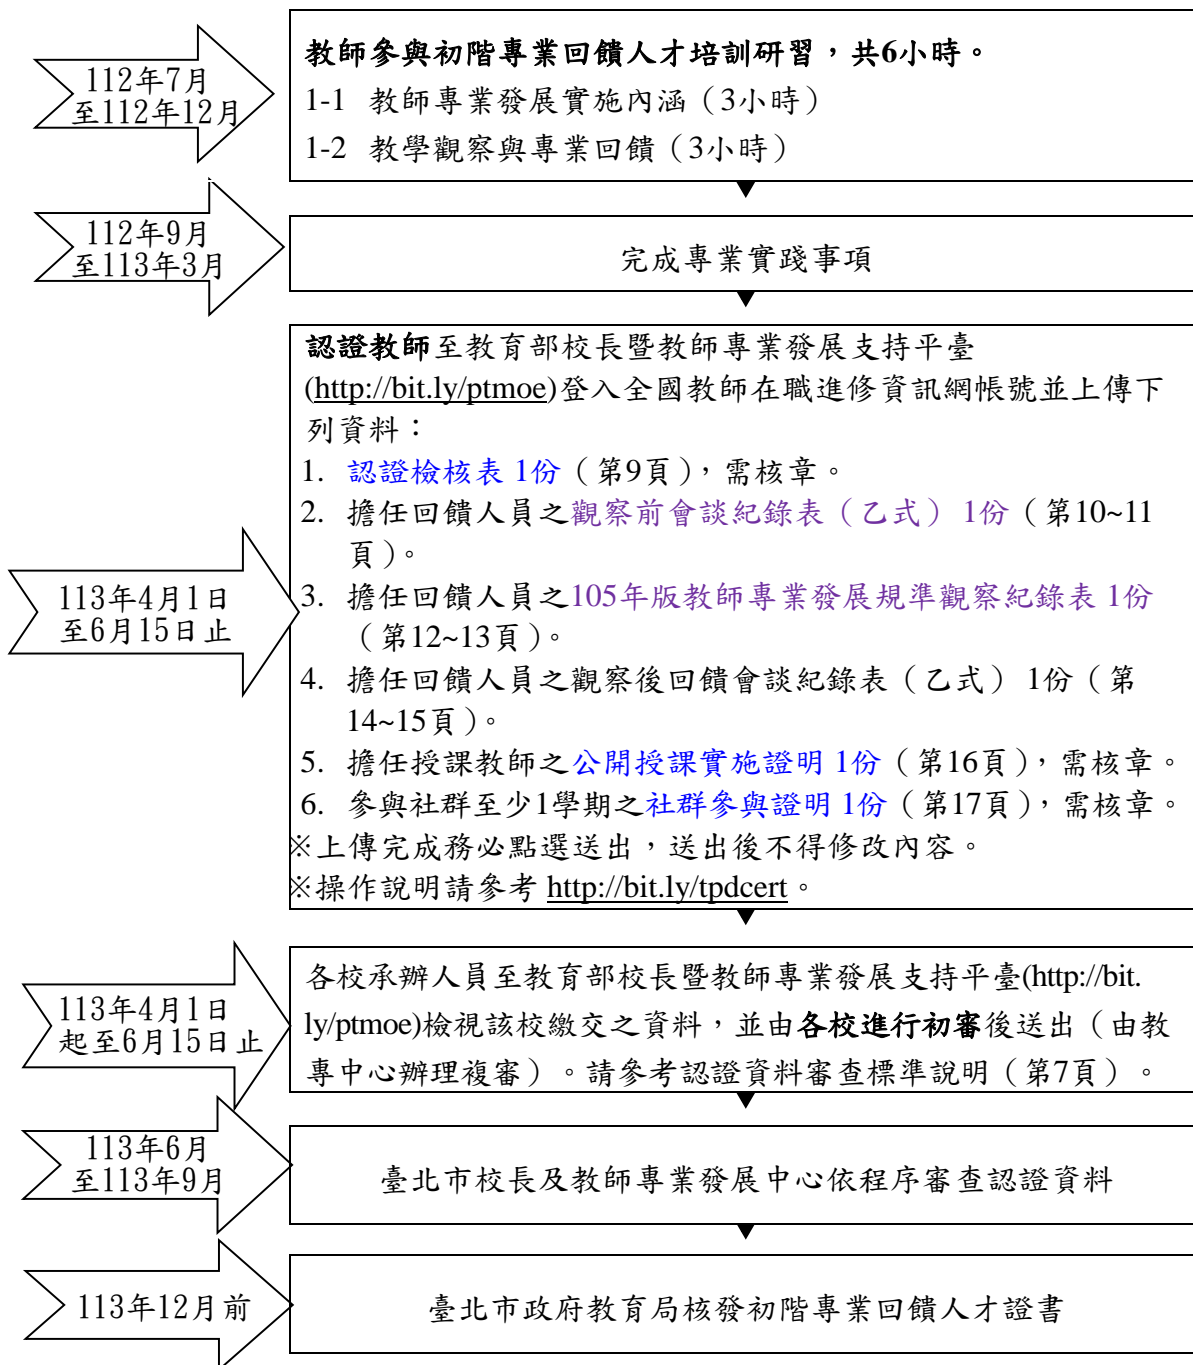 112年7月
至112年12月
教師參與初階專業回饋人才培訓研習，共6小時。
1-1 教師專業發展實施內涵（3小時）
1-2 教學觀察與專業回饋（3小時）
112年9月
至113年3月
完成專業實踐事項
113年4月1日
至6月15日止
認證教師至教育部校長暨教師專業發展支持平臺
(http://bit.ly/ptmoe)登入全國教師在職進修資訊網帳號並上傳下
列資料：
1. 認證檢核表 1份（第9頁），需核章。
2. 擔任回饋人員之觀察前會談紀錄表（乙式） 1份（第10~11
頁）。
3. 擔任回饋人員之105年版教師專業發展規準觀察紀錄表 1份
（第12~13頁）。
4. 擔任回饋人員之觀察後回饋會談紀錄表（乙式） 1份（第
14~15頁）。
5. 擔任授課教師之公開授課實施證明 1份（第16頁），需核章。
6. 參與社群至少1學期之社群參與證明 1份（第17頁），需核章。
※上傳完成務必點選送出，送出後不得修改內容。
※操作說明請參考 http://bit.ly/tpdcert。
113年4月1日
起至6月15日止
各校承辦人員至教育部校長暨教師專業發展支持平臺(http://bit.
ly/ptmoe)檢視該校繳交之資料，並由各校進行初審後送出（由教
專中心辦理複審）。請參考認證資料審查標準說明（第7頁）。
113年6月
至113年9月
臺北市校長及教師專業發展中心依程序審查認證資料
113年12月前
臺北市政府教育局核發初階專業回饋人才證書